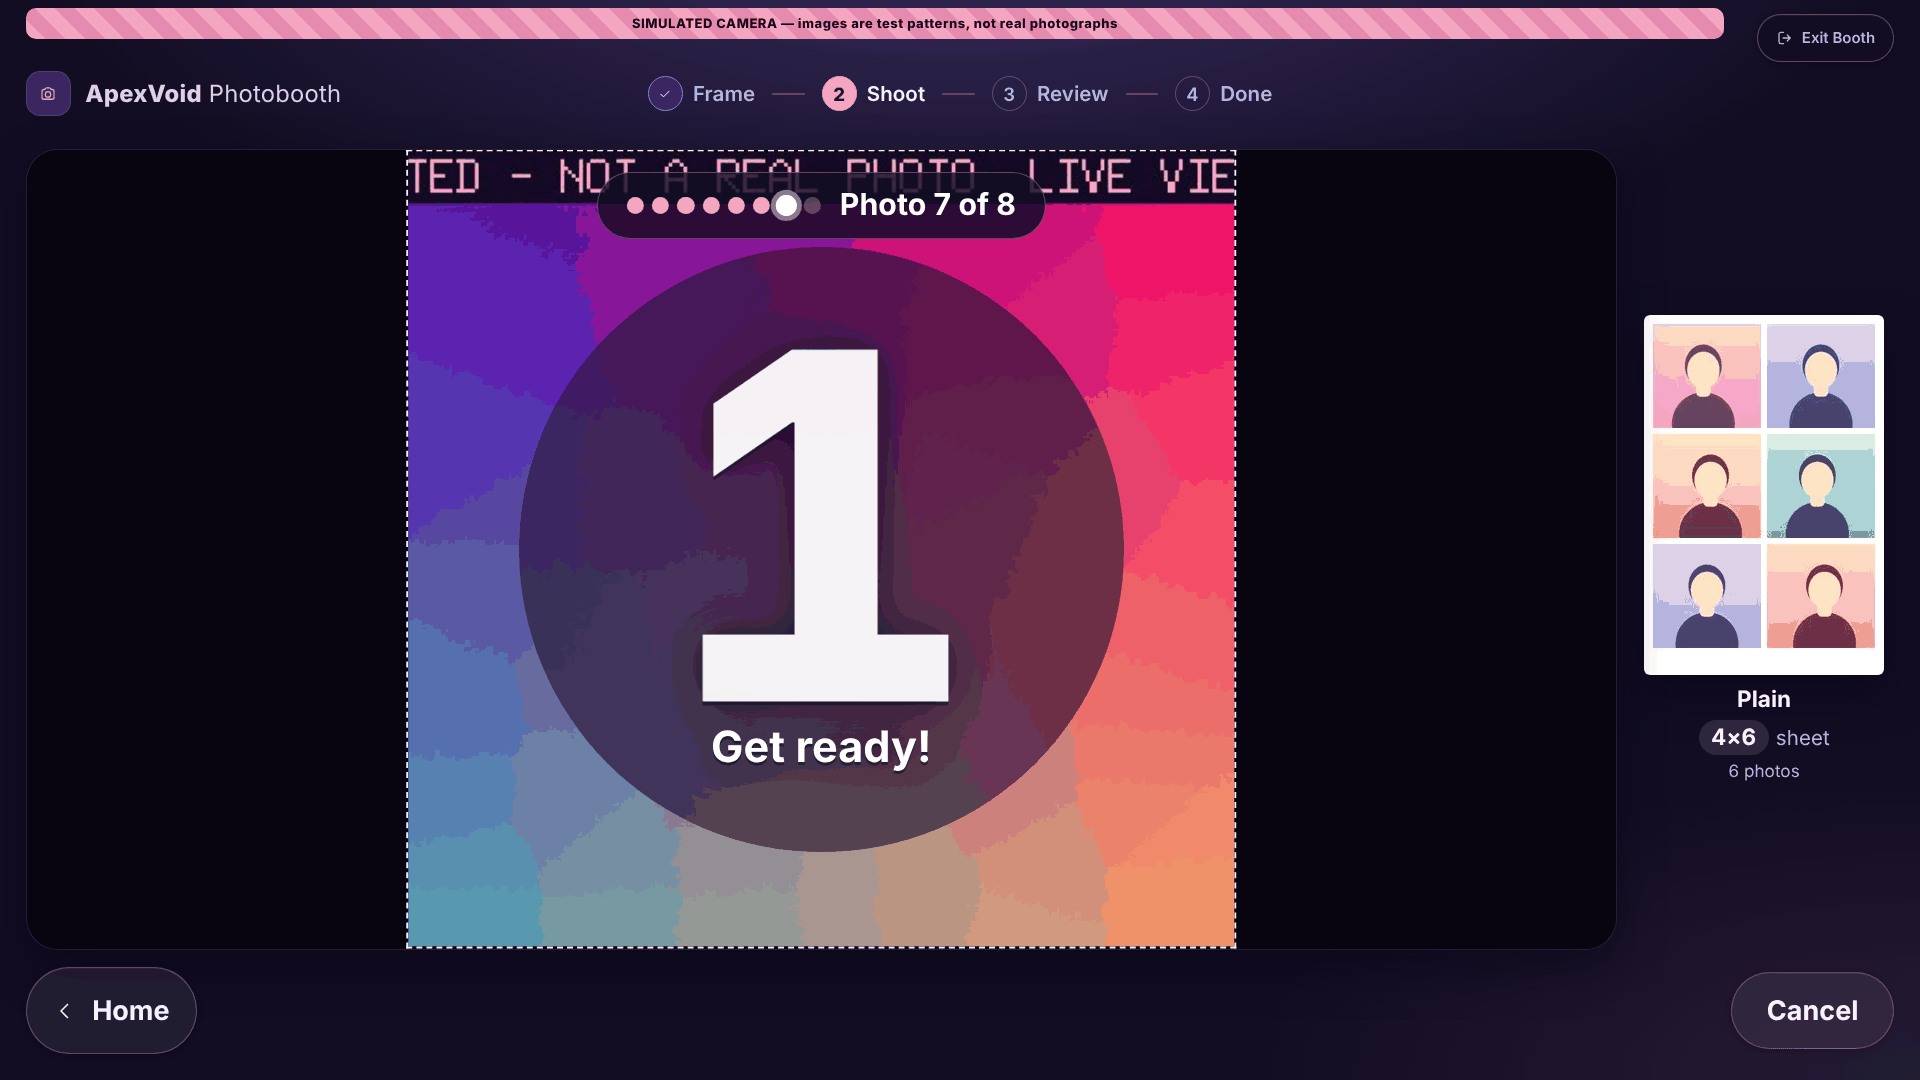 SIMULATED CAMERA — images are test patterns, not real photographs
Exit Booth
ApexVoid Photobooth
Frame
2 Shoot
3 Review
4 Done
TED - NOT A REAL PHOTO LIVE VIE
Photo 7 of 8
1
Get ready!
Plain
4×6 sheet
6 photos
Home
Cancel